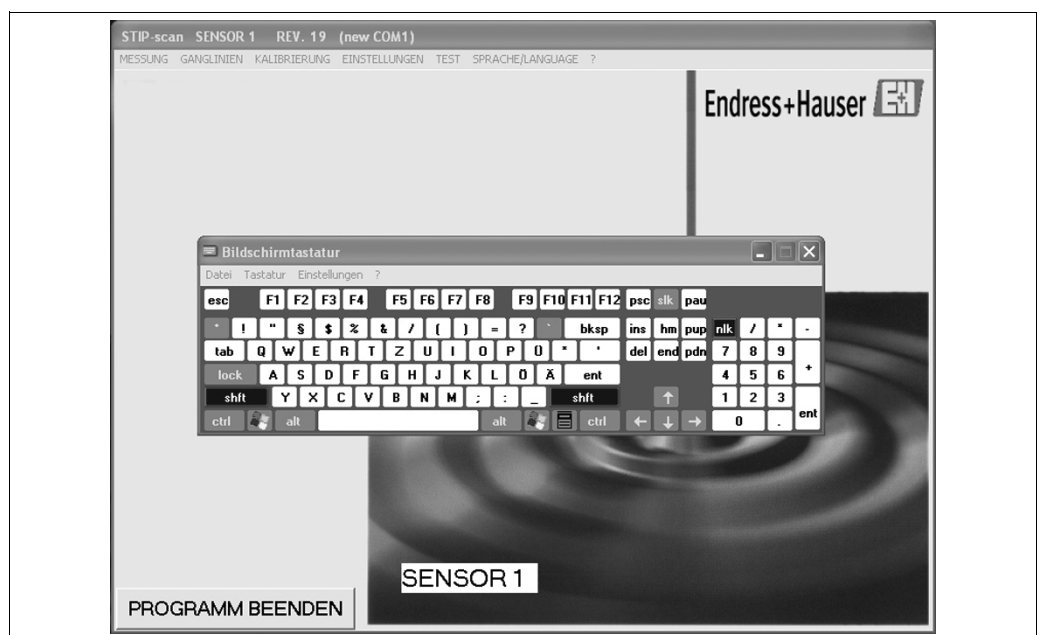 STIP-scan SENSOR 1 REV. 19 (new COM1)
MESSUNG GANGLINIEN KALIBRIERUNG EINSTELLUNGEN TEST SPRACHE/LANGUAGE ?
Endress+Hauser
Bildschirmtastatur
Datei Tastatur Einstellungen ?
esc F1 F2 F3 F4 F5 F6 F7 F8 F9 F10 F11 F12 psc slk pau
° ! " § $ % & / ( ) = ? ` bksp ins hm pup nlk / * -
tab Q W E R T Z U I O P Ü * ' del end pdn 7 8 9 +
lock A S D F G H J K L Ö Ä ent 4 5 6
shft Y X C V B N M ; : _ shft ↑ 1 2 3 ent
ctrl alt alt ctrl ← ↓ → 0 .
SENSOR 1
PROGRAMM BEENDEN